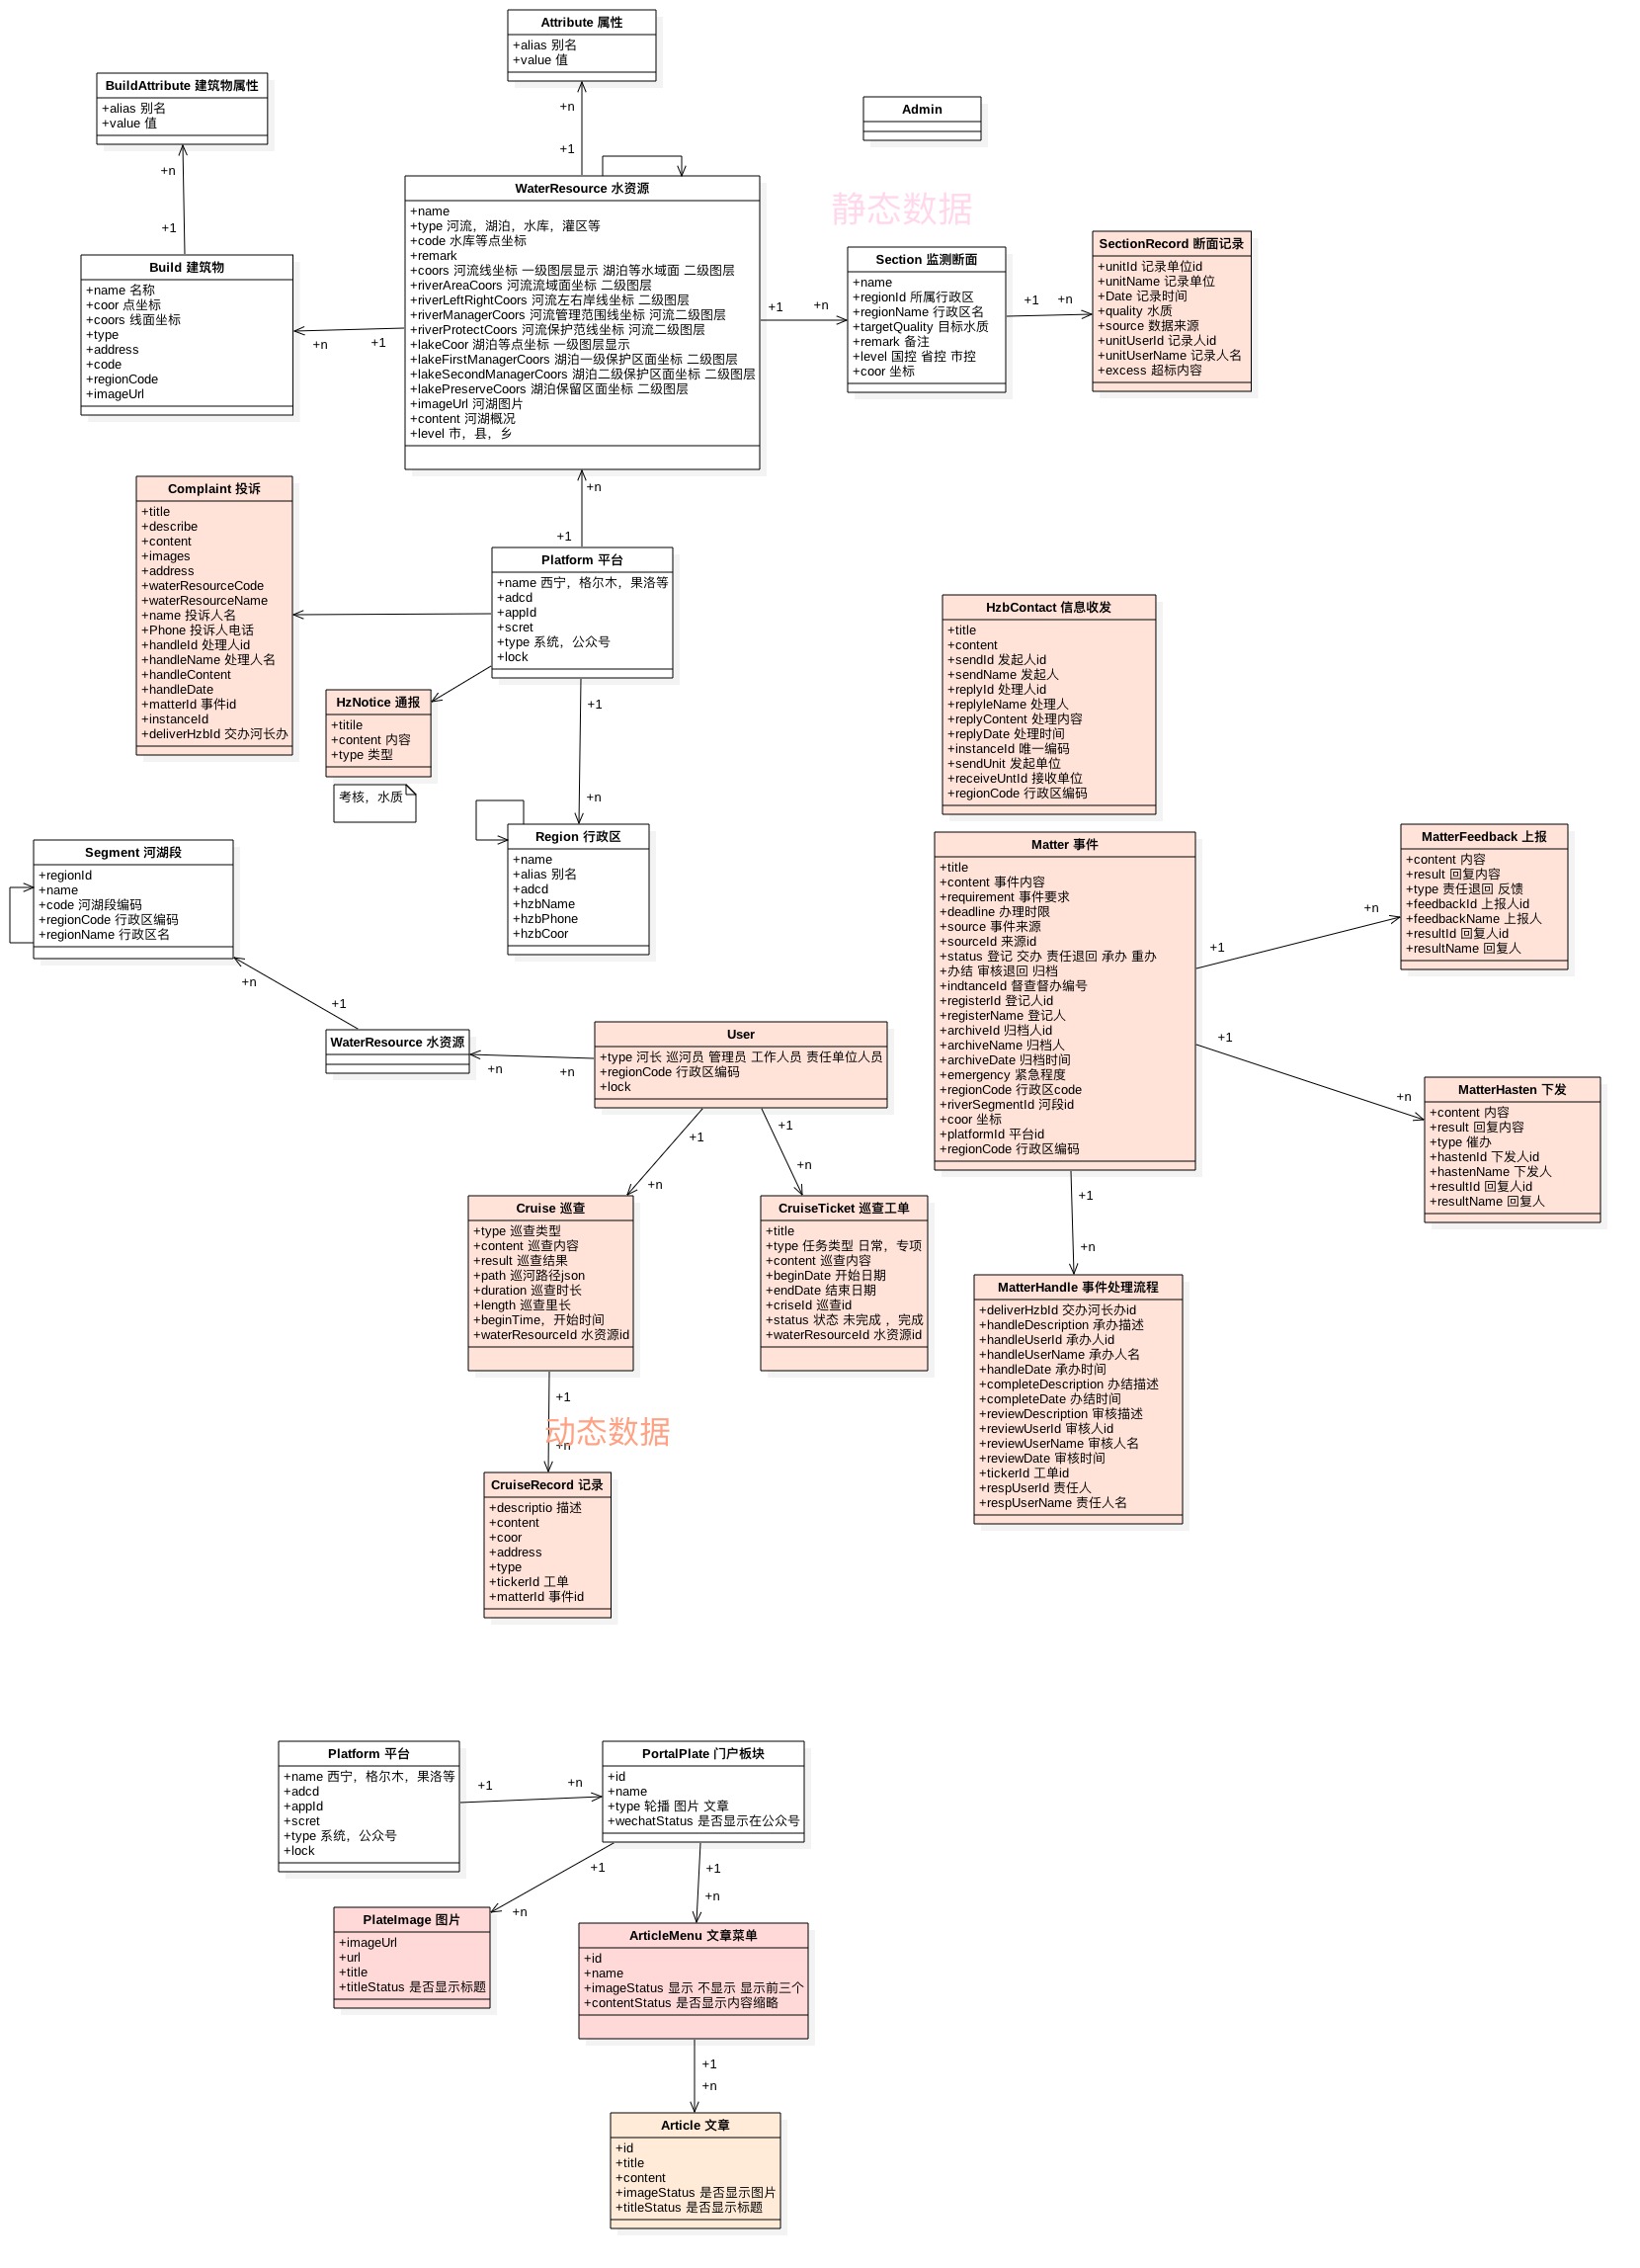 Attribute 属性
+alias 别名
+value 值
BuildAttribute 建筑物属性
+alias 别名
+value 值
Admin
+n
+1
+n
+1
WaterResource 水资源
+name
+type 河流，湖泊，水库，灌区等
+code 水库等点坐标
+remark
+coors 河流线坐标 一级图层显示 湖泊等水域面 二级图层
+riverAreaCoors 河流流域面坐标 二级图层
+riverLeftRightCoors 河流左右岸线坐标 二级图层
+riverManagerCoors 河流管理范围线坐标 河流二级图层
+riverProtectCoors 河流保护范线坐标 河流二级图层
+lakeCoor 湖泊等点坐标 一级图层显示
+lakeFirstManagerCoors 湖泊一级保护区面坐标 二级图层
+lakeSecondManagerCoors 湖泊二级保护区面坐标 二级图层
+lakePreserveCoors 湖泊保留区面坐标 二级图层
+imageUrl 河湖图片
+content 河湖概况
+level 市，县，乡
静态数据
Build 建筑物
+name 名称
+coor 点坐标
+coors 线面坐标
+type
+address
+code
+regionCode
+imageUrl
+n
+1
+1
+n
Section 监测断面
+name
+regionId 所属行政区
+regionName 行政区名
+targetQuality 目标水质
+remark 备注
+level 国控 省控 市控
+coor 坐标
+1
+n
SectionRecord 断面记录
+unitId 记录单位id
+unitName 记录单位
+Date 记录时间
+quality 水质
+source 数据来源
+unitUserId 记录人id
+unitUserName 记录人名
+excess 超标内容
+n
+1
Complaint 投诉
+title
+describe
+content
+images
+address
+waterResourceCode
+waterResourceName
+name 投诉人名
+Phone 投诉人电话
+handleId 处理人id
+handleName 处理人名
+handleContent
+handleDate
+matterId 事件id
+instanceId
+deliverHzbId 交办河长办
Platform 平台
+name 西宁，格尔木，果洛等
+adcd
+appId
+scret
+type 系统，公众号
+lock
HzNotice 通报
+titile
+content 内容
+type 类型
考核，水质
+1
+n
HzbContact 信息收发
+title
+content
+sendId 发起人id
+sendName 发起人
+replyId 处理人id
+replyleName 处理人
+replyContent 处理内容
+replyDate 处理时间
+instanceId 唯一编码
+sendUnit 发起单位
+receiveUntId 接收单位
+regionCode 行政区编码
Region 行政区
+name
+alias 别名
+adcd
+hzbName
+hzbPhone
+hzbCoor
Segment 河湖段
+regionId
+name
+code 河湖段编码
+regionCode 行政区编码
+regionName 行政区名
+n
+1
WaterResource 水资源
+n
+n
User
+type 河长 巡河员 管理员 工作人员 责任单位人员
+regionCode 行政区编码
+lock
Matter 事件
+title
+content 事件内容
+requirement 事件要求
+deadline 办理时限
+source 事件来源
+sourceId 来源id
+status 登记 交办 责任退回 承办 重办
+办结 审核退回 归档
+indtanceId 督查督办编号
+registerId 登记人id
+registerName 登记人
+archiveId 归档人id
+archiveName 归档人
+archiveDate 归档时间
+emergency 紧急程度
+regionCode 行政区code
+riverSegmentId 河段id
+coor 坐标
+platformId 平台id
+regionCode 行政区编码
+1
+n
MatterFeedback 上报
+content 内容
+result 回复内容
+type 责任退回 反馈
+feedbackId 上报人id
+feedbackName 上报人
+resultId 回复人id
+resultName 回复人
+1
+n
MatterHasten 下发
+content 内容
+result 回复内容
+type 催办
+hastenId 下发人id
+hastenName 下发人
+resultId 回复人id
+resultName 回复人
+1
+n
+1
+n
Cruise 巡查
+type 巡查类型
+content 巡查内容
+result 巡查结果
+path 巡河路径json
+duration 巡查时长
+length 巡查里长
+beginTime，开始时间
+waterResourceId 水资源id
CruiseTicket 巡查工单
+title
+type 任务类型 日常，专项
+content 巡查内容
+beginDate 开始日期
+endDate 结束日期
+criseId 巡查id
+status 状态 未完成 ，完成
+waterResourceId 水资源id
+1
+n
MatterHandle 事件处理流程
+deliverHzbId 交办河长办id
+handleDescription 承办描述
+handleUserId 承办人id
+handleUserName 承办人名
+handleDate 承办时间
+completeDescription 办结描述
+completeDate 办结时间
+reviewDescription 审核描述
+reviewUserId 审核人id
+reviewUserName 审核人名
+reviewDate 审核时间
+tickerId 工单id
+respUserId 责任人
+respUserName 责任人名
+1
动态数据
+n
CruiseRecord 记录
+descriptio 描述
+content
+coor
+address
+type
+tickerId 工单
+matterId 事件id
Platform 平台
+name 西宁，格尔木，果洛等
+adcd
+appId
+scret
+type 系统，公众号
+lock
+1
+n
PortalPlate 门户板块
+id
+name
+type 轮播 图片 文章
+wechatStatus 是否显示在公众号
+1
+n
+1
+n
PlateImage 图片
+imageUrl
+url
+title
+titleStatus 是否显示标题
ArticleMenu 文章菜单
+id
+name
+imageStatus 显示 不显示 显示前三个
+contentStatus 是否显示内容缩略
+1
+n
Article 文章
+id
+title
+content
+imageStatus 是否显示图片
+titleStatus 是否显示标题